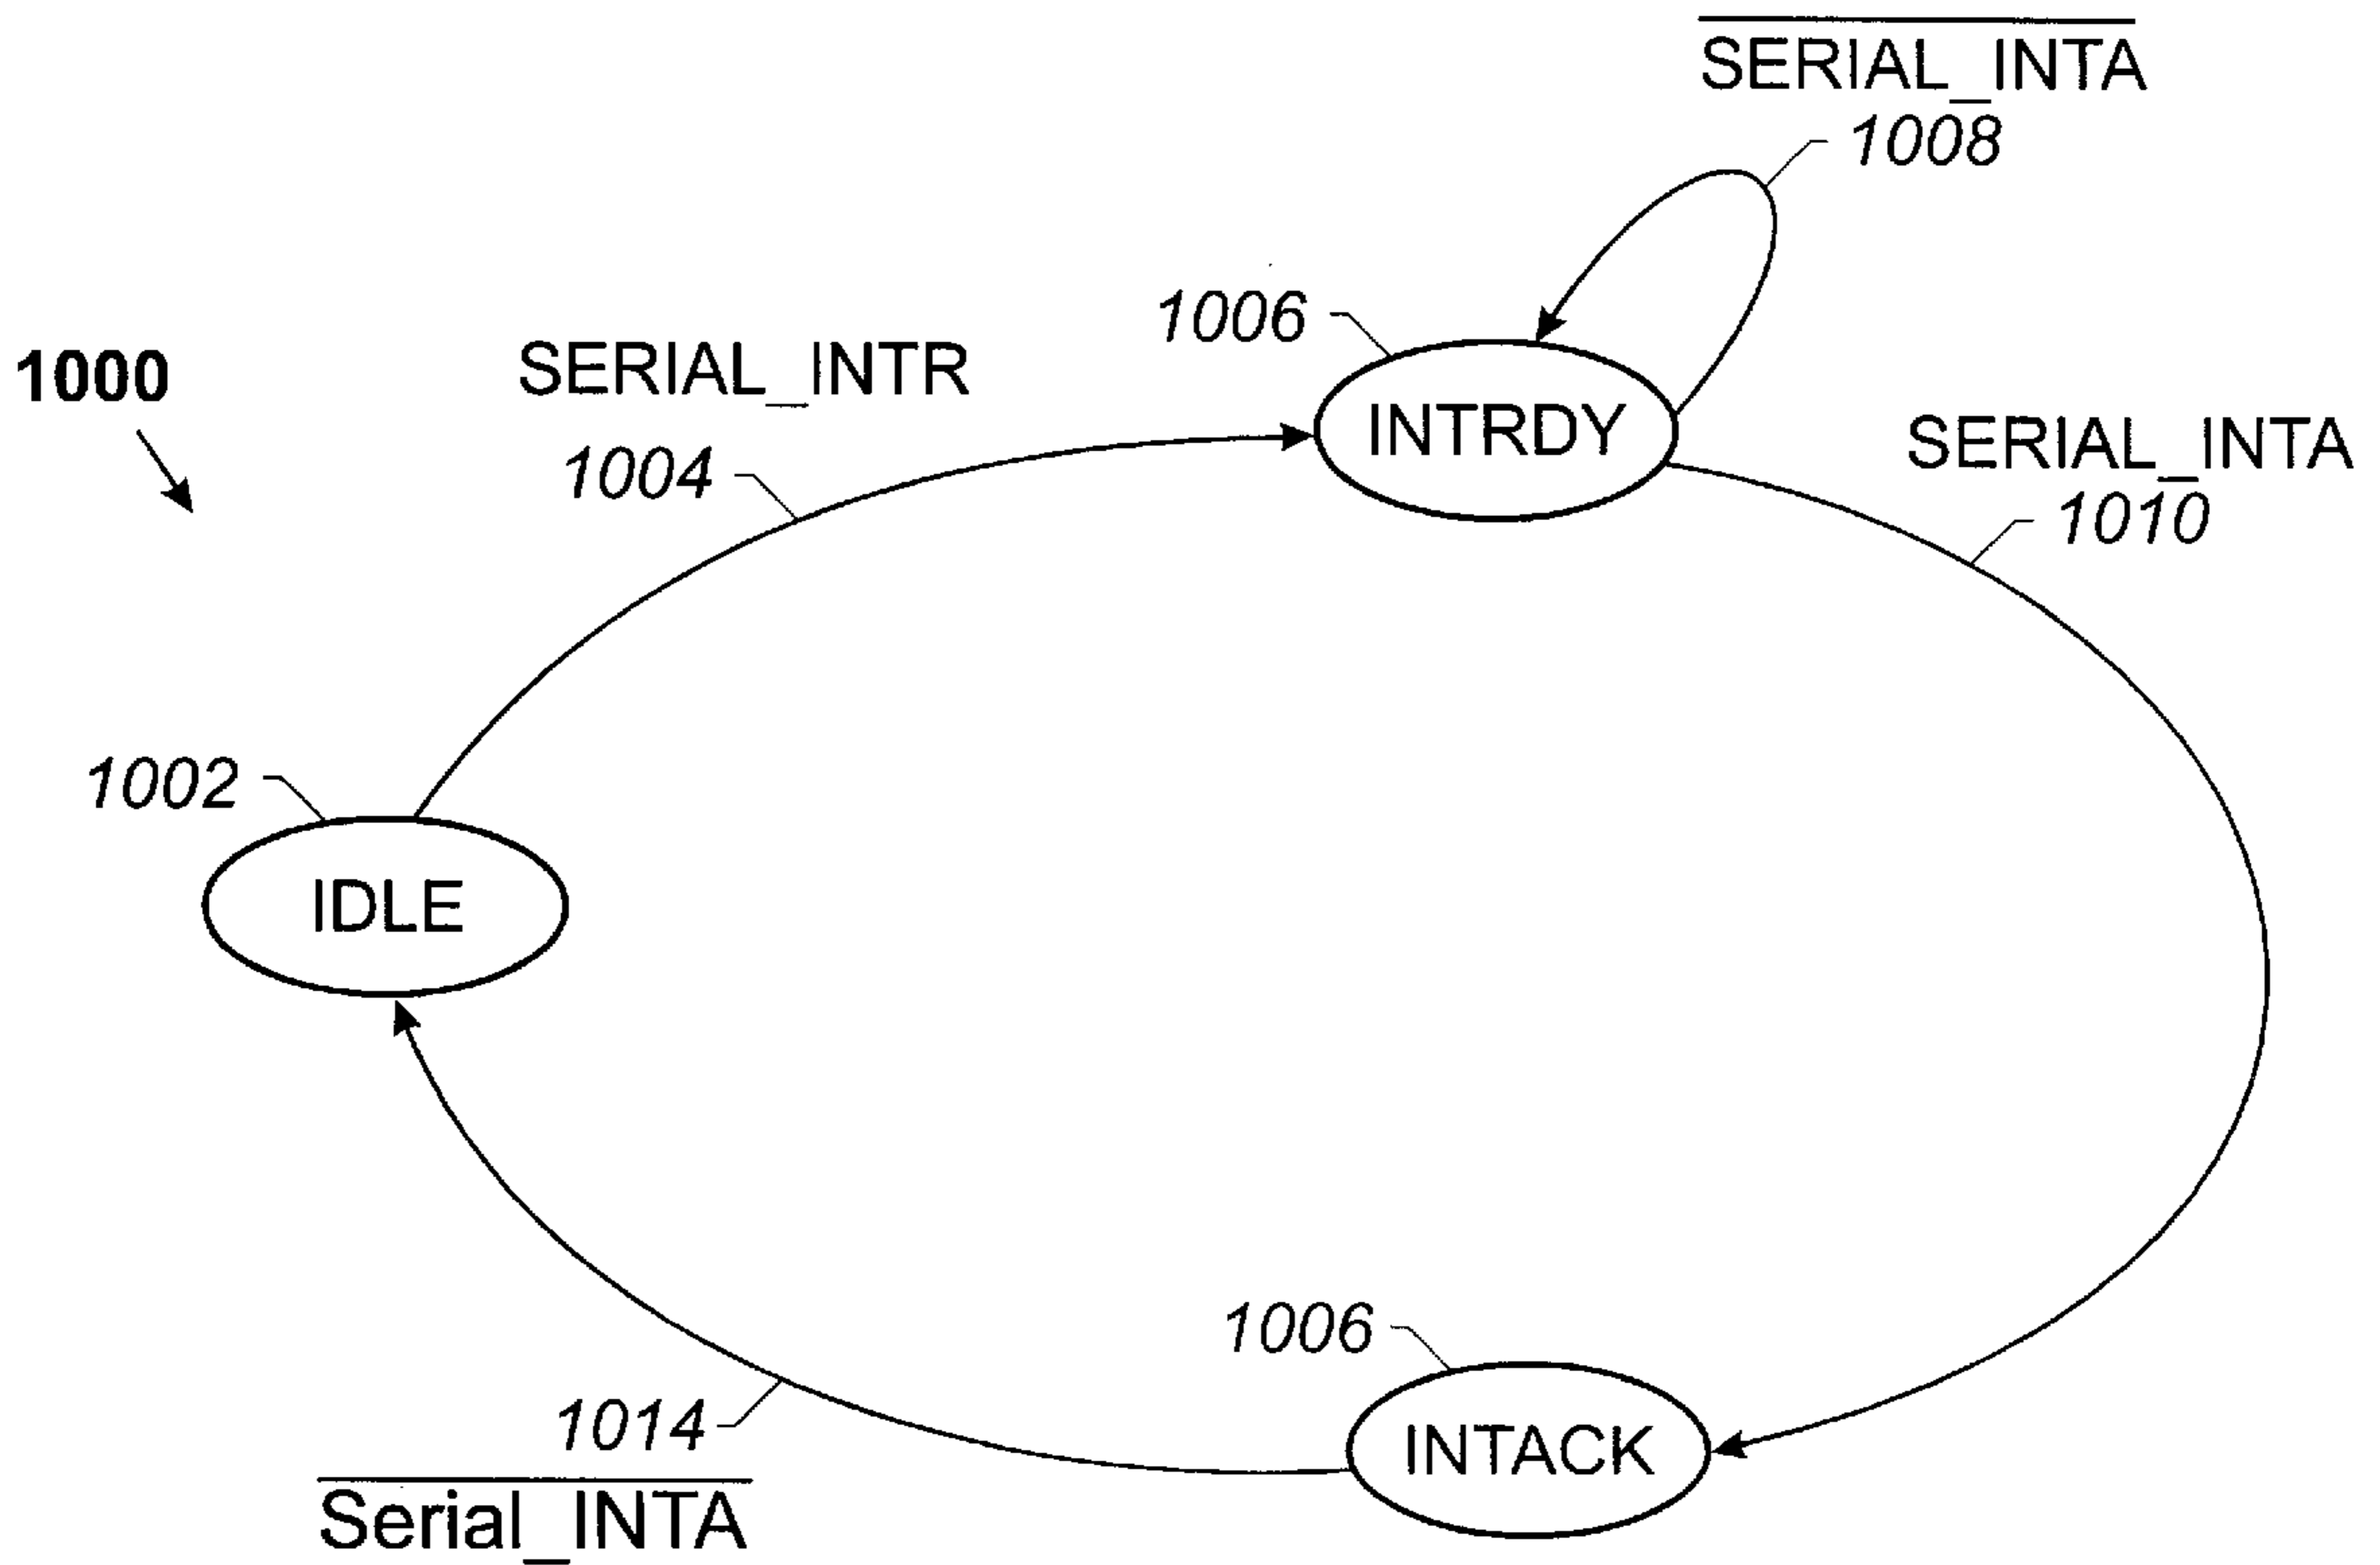 SERIAL_INTA
1008
1006
1000
SERIAL_INTR
INTRDY
SERIAL_INTA
1004
1010
1002
IDLE
1006
1014
INTACK
Serial_INTA